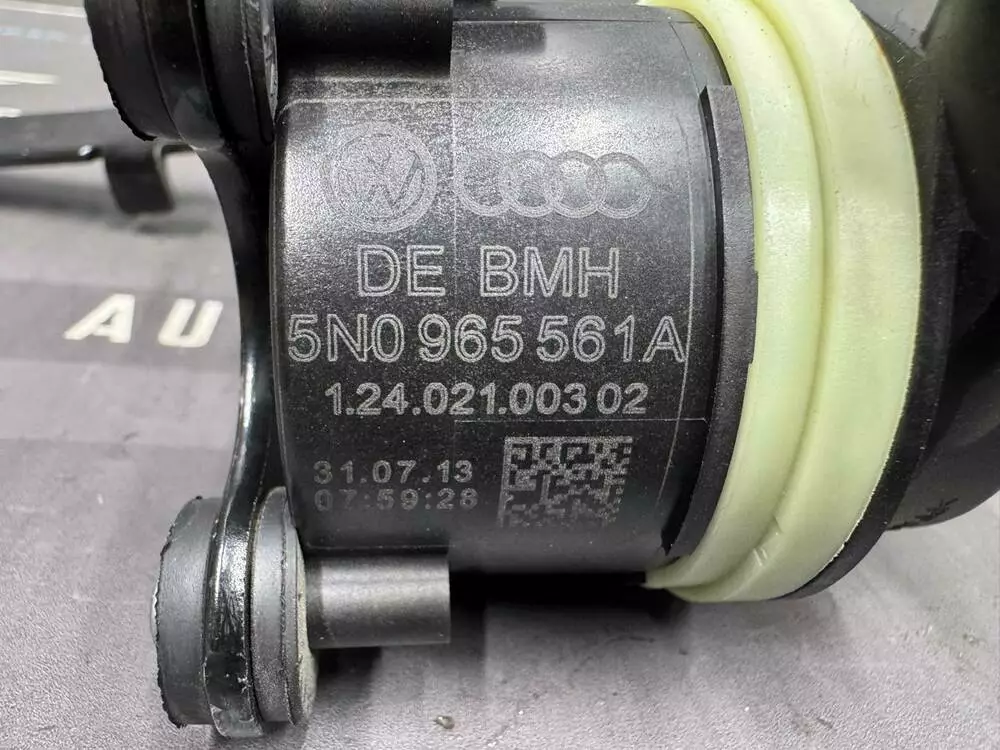 DE BMH
5N0 965 561A
1.24.021.003 02
31.07.13
07:59:28
AU